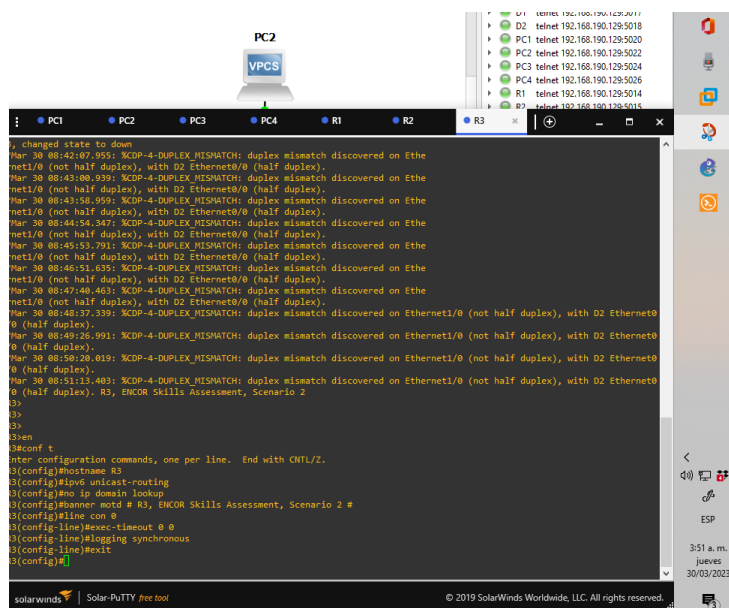 D1 telnet 192.168.190.129:5017
D2 telnet 192.168.190.129:5018
PC1 telnet 192.168.190.129:5020
PC2 telnet 192.168.190.129:5022
PC3 telnet 192.168.190.129:5024
PC4 telnet 192.168.190.129:5026
R1 telnet 192.168.190.129:5014
R2 telnet 192.168.190.129:5015
PC2
VPCS
PC1 PC2 PC3 PC4 R1 R2 R3
, changed state to down
Mar 30 08:42:07.955: %CDP-4-DUPLEX_MISMATCH: duplex mismatch discovered on Ethe
rnet1/0 (not half duplex), with D2 Ethernet0/0 (half duplex).
Mar 30 08:43:00.939: %CDP-4-DUPLEX_MISMATCH: duplex mismatch discovered on Ethe
rnet1/0 (not half duplex), with D2 Ethernet0/0 (half duplex).
Mar 30 08:43:58.959: %CDP-4-DUPLEX_MISMATCH: duplex mismatch discovered on Ethe
rnet1/0 (not half duplex), with D2 Ethernet0/0 (half duplex).
Mar 30 08:44:54.347: %CDP-4-DUPLEX_MISMATCH: duplex mismatch discovered on Ethe
rnet1/0 (not half duplex), with D2 Ethernet0/0 (half duplex).
Mar 30 08:45:53.791: %CDP-4-DUPLEX_MISMATCH: duplex mismatch discovered on Ethe
rnet1/0 (not half duplex), with D2 Ethernet0/0 (half duplex).
Mar 30 08:46:51.635: %CDP-4-DUPLEX_MISMATCH: duplex mismatch discovered on Ethe
rnet1/0 (not half duplex), with D2 Ethernet0/0 (half duplex).
Mar 30 08:47:40.463: %CDP-4-DUPLEX_MISMATCH: duplex mismatch discovered on Ethe
rnet1/0 (not half duplex), with D2 Ethernet0/0 (half duplex).
Mar 30 08:48:37.339: %CDP-4-DUPLEX_MISMATCH: duplex mismatch discovered on Ethernet1/0 (not half duplex), with D2 Ethernet0
/0 (half duplex).
Mar 30 08:49:26.991: %CDP-4-DUPLEX_MISMATCH: duplex mismatch discovered on Ethernet1/0 (not half duplex), with D2 Ethernet0
/0 (half duplex).
Mar 30 08:50:20.019: %CDP-4-DUPLEX_MISMATCH: duplex mismatch discovered on Ethernet1/0 (not half duplex), with D2 Ethernet0
/0 (half duplex).
Mar 30 08:51:13.403: %CDP-4-DUPLEX_MISMATCH: duplex mismatch discovered on Ethernet1/0 (not half duplex), with D2 Ethernet0
/0 (half duplex). R3, ENCOR Skills Assessment, Scenario 2
R3>
R3>
R3>
R3>en
R3#conf t
Enter configuration commands, one per line. End with CNTL/Z.
R3(config)#hostname R3
R3(config)#ipv6 unicast-routing
R3(config)#no ip domain lookup
R3(config)#banner motd # R3, ENCOR Skills Assessment, Scenario 2 #
R3(config)#line con 0
R3(config-line)#exec-timeout 0 0
R3(config-line)#logging synchronous
R3(config-line)#exit
R3(config)#
solarwinds Solar-PuTTY free tool © 2019 SolarWinds Worldwide, LLC. All rights reserved.
ESP
3:51 a. m.
jueves
30/03/2023
3